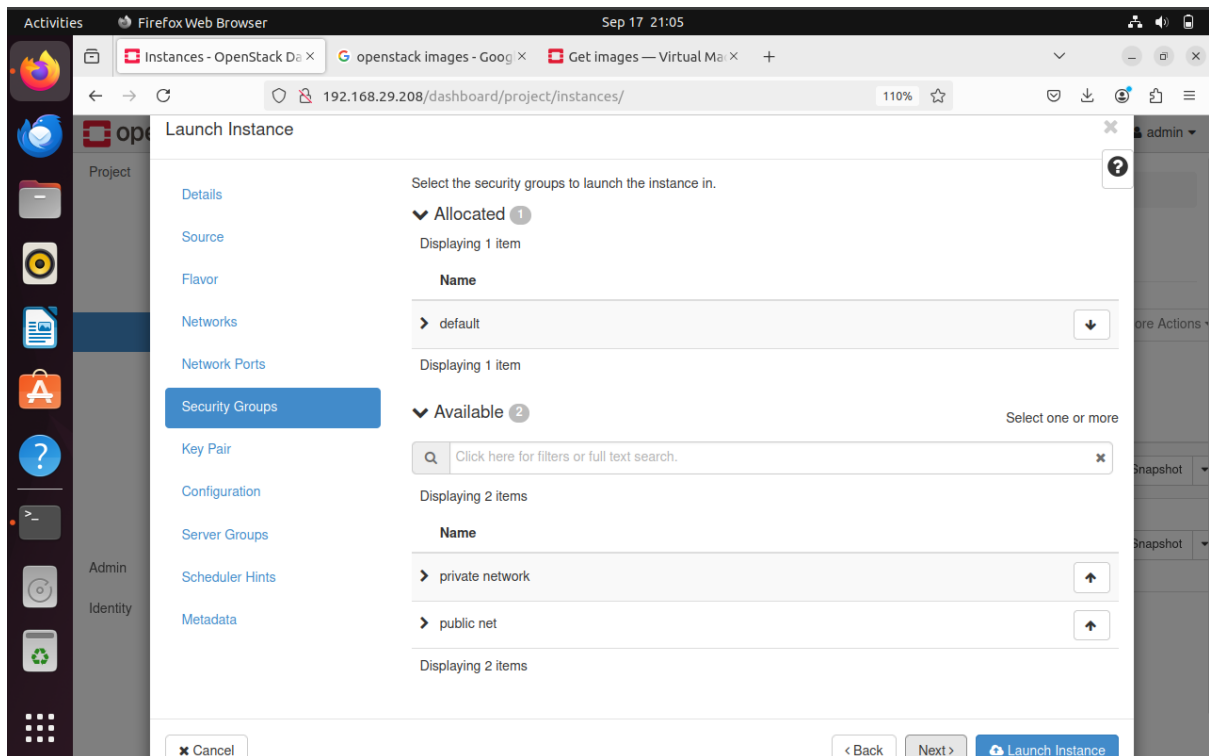 Activities Firefox Web Browser Sep 17 21:05
Instances - OpenStack Da openstack images - Goog Get images — Virtual Ma
192.168.29.208/dashboard/project/instances/ 110%
ope Launch Instance admin
Project
Select the security groups to launch the instance in.
Details
Allocated 1
Source
Displaying 1 item
Flavor
Name
Networks
default
ore Actions
Network Ports
Displaying 1 item
Security Groups
Available 2
Select one or more
Key Pair
Click here for filters or full text search.
Snapshot
Configuration
Displaying 2 items
Server Groups
Name
Snapshot
Admin
Scheduler Hints
private network
Identity
Metadata
public net
Displaying 2 items
Cancel < Back Next > Launch Instance